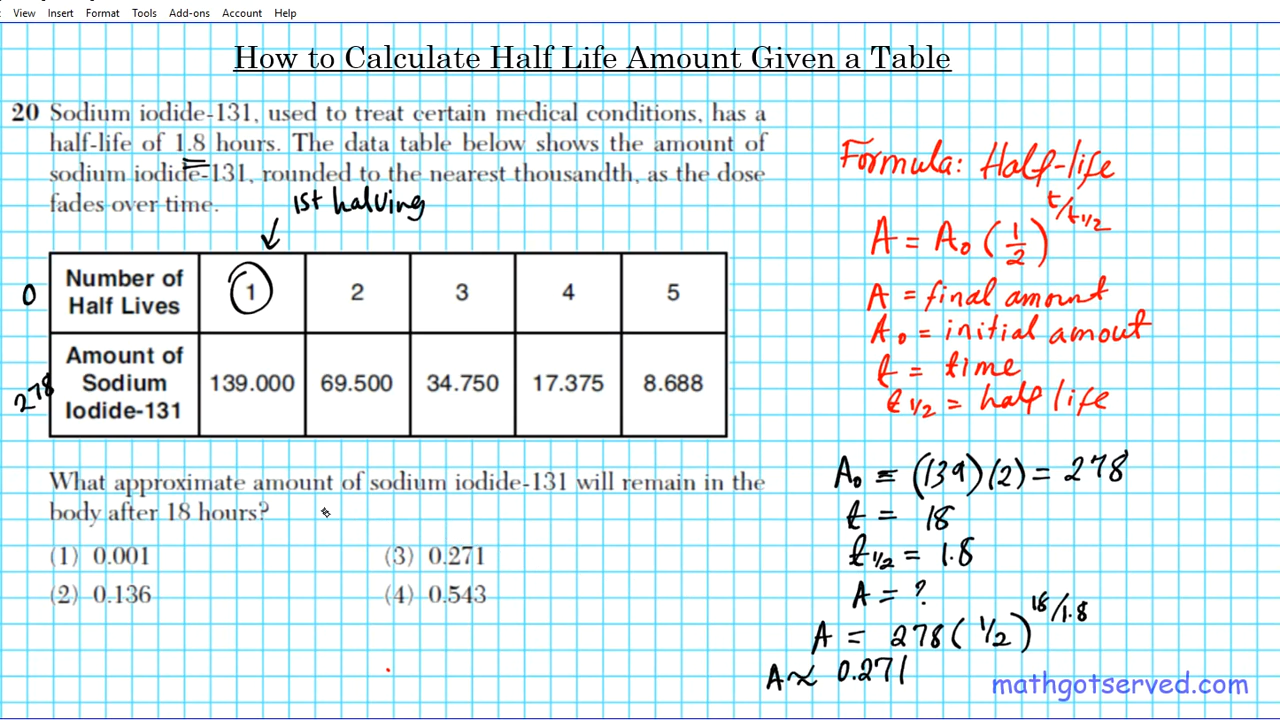 View Insert Format Tools Add-ons Account Help
How to Calculate Half Life Amount Given a Table
20 Sodium iodide-131, used to treat certain medical conditions, has a
half-life of 1.8 hours. The data table below shows the amount of
sodium iodide-131, rounded to the nearest thousandth, as the dose
fades over time.
1st halving
0 Number of Half Lives 1 2 3 4 5
278 Amount of Sodium Iodide-131 139.000 69.500 34.750 17.375 8.688
What approximate amount of sodium iodide-131 will remain in the
body after 18 hours?
(1) 0.001 (3) 0.271
(2) 0.136 (4) 0.543
Formula: Half-life
A = A₀ (1/2)^t/t1/2
A = final amount
A₀ = initial amout
t = time
t 1/2 = half life
A₀ = (139)(2) = 278
t = 18
t 1/2 = 1.8
A = ?
A = 278 (1/2)^18/1.8
A ≈ 0.271
mathgotserved.com